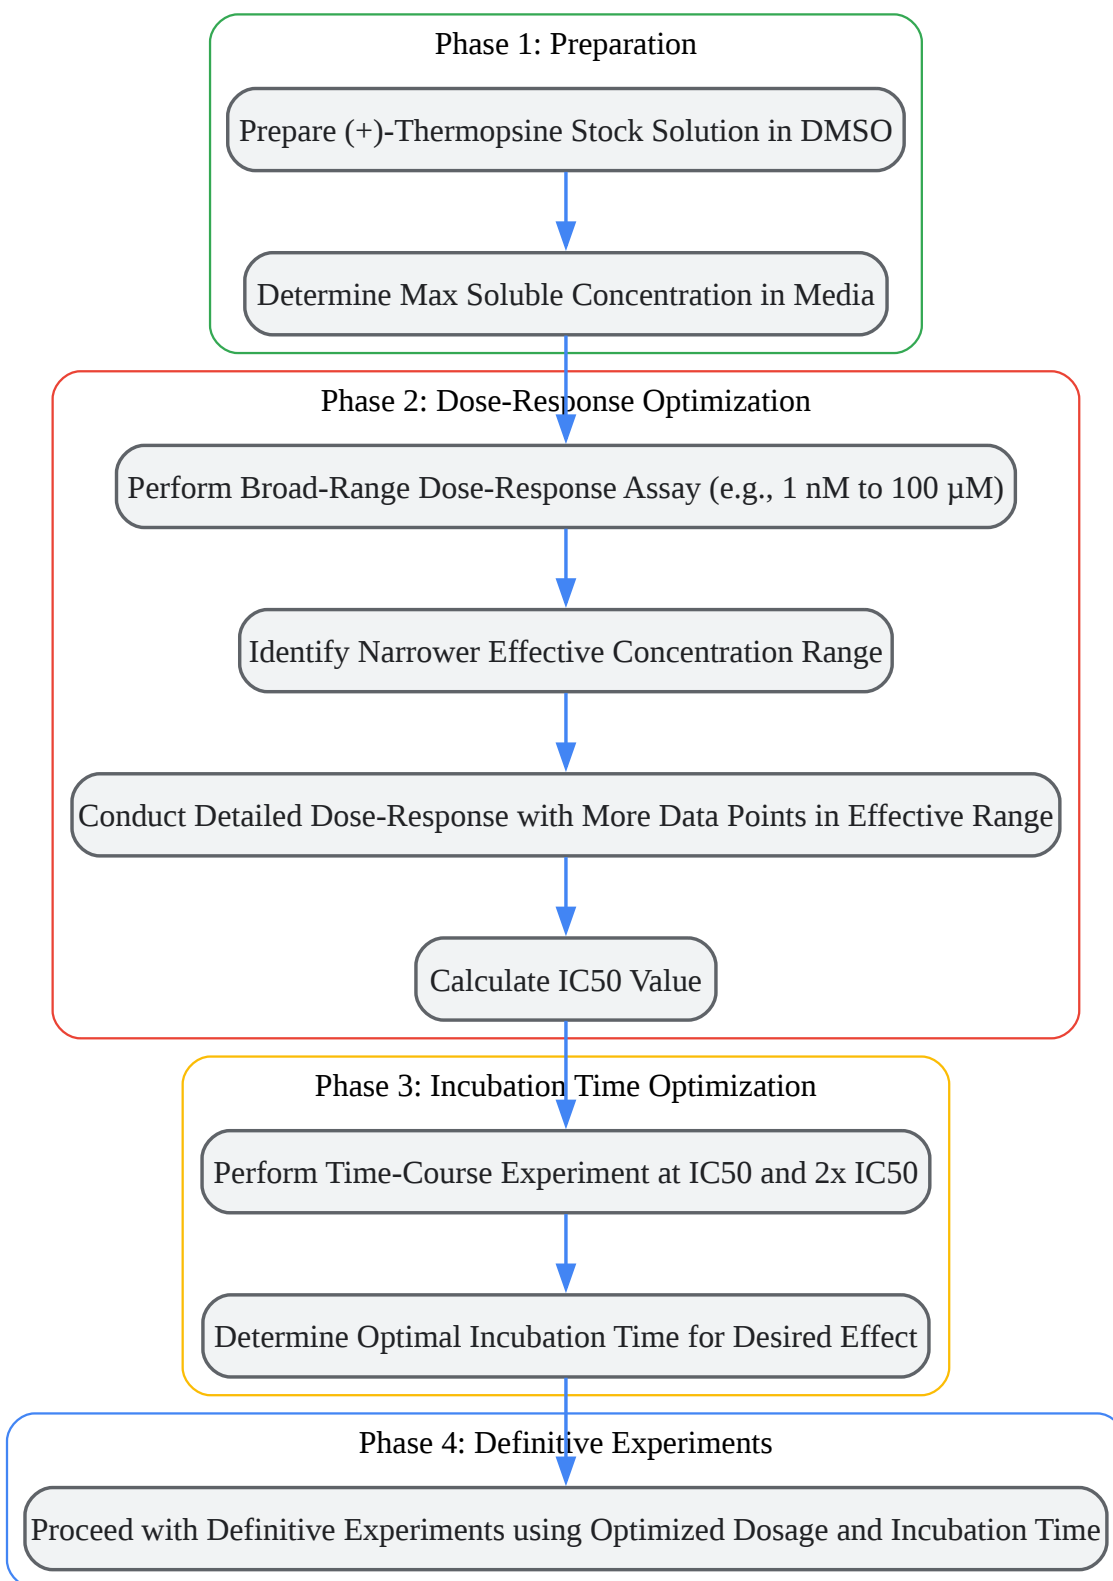 Phase 1: Preparation
Prepare (+)-Thermopsine Stock Solution in DMSO
Determine Max Soluble Concentration in Media
Phase 2: Dose-Response Optimization
Perform Broad-Range Dose-Response Assay (e.g., 1 nM to 100 µM)
Identify Narrower Effective Concentration Range
Conduct Detailed Dose-Response with More Data Points in Effective Range
Calculate IC50 Value
Phase 3: Incubation Time Optimization
Perform Time-Course Experiment at IC50 and 2x IC50
Determine Optimal Incubation Time for Desired Effect
Phase 4: Definitive Experiments
Proceed with Definitive Experiments using Optimized Dosage and Incubation Time